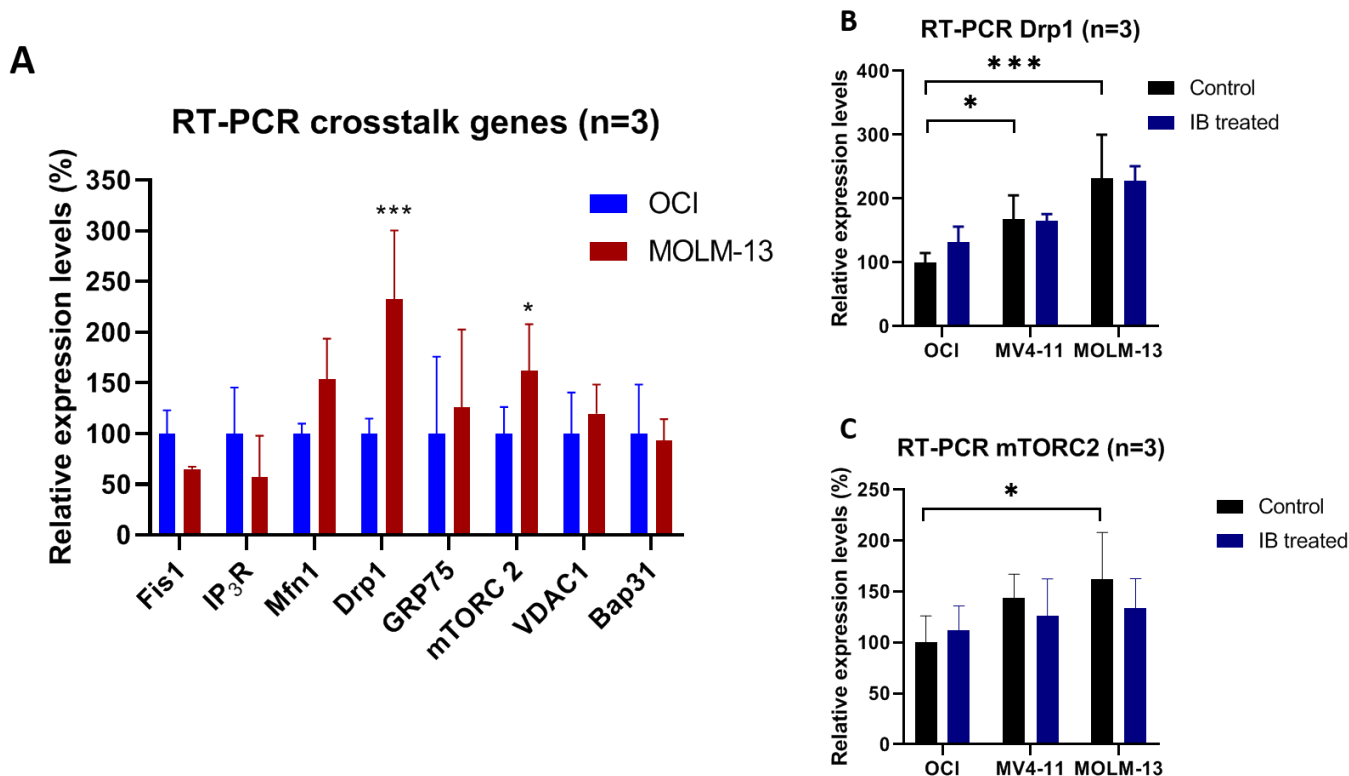 A
RT-PCR crosstalk genes (n=3)
Relative expression levels (%)
350
300
250
200
150
100
50
0
***
*
OCI
MOLM-13
Fis1
IP₃R
Mfn1
Drp1
GRP75
mTORC 2
VDAC1
Bap31
B
RT-PCR Drp1 (n=3)
Relative expression levels
400
300
200
150
100
50
0
***
*
Control
IB treated
OCI MV4-11 MOLM-13
C
RT-PCR mTORC2 (n=3)
Relative expression levels (%)
250
200
150
100
50
0
*
Control
IB treated
OCI MV4-11 MOLM-13